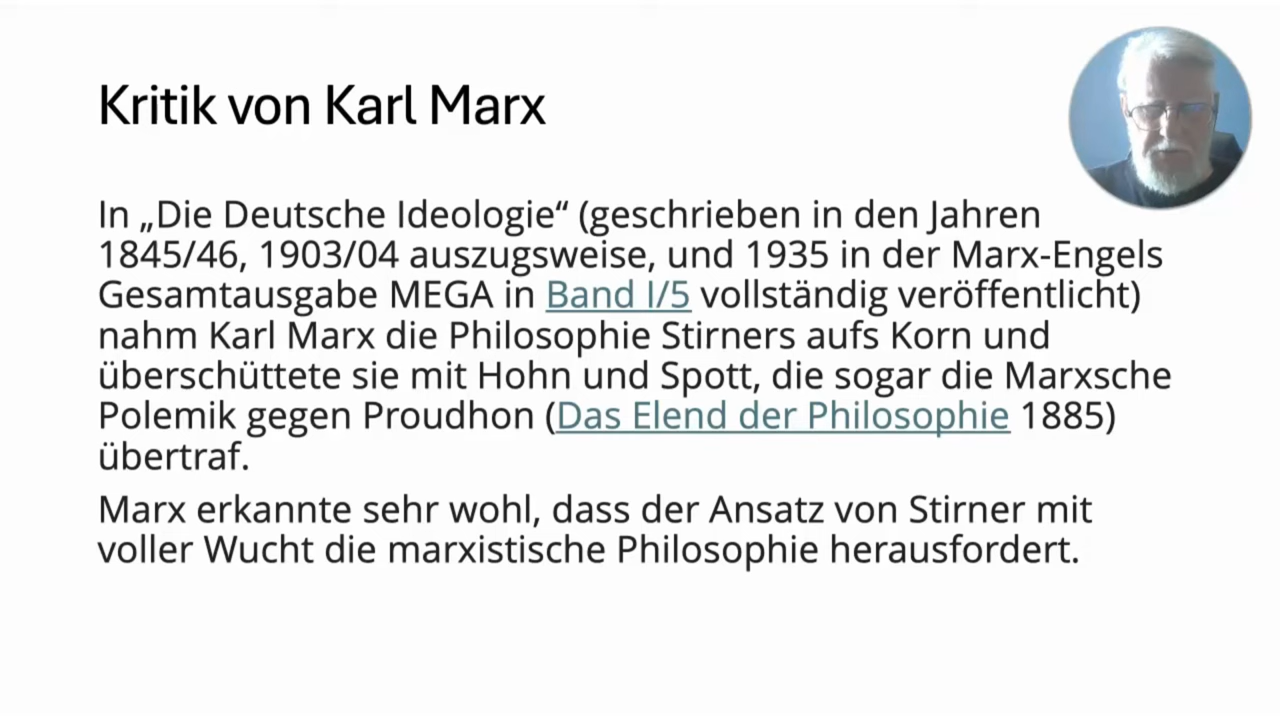 Kritik von Karl Marx
In „Die Deutsche Ideologie“ (geschrieben in den Jahren
1845/46, 1903/04 auszugsweise, und 1935 in der Marx-Engels
Gesamtausgabe MEGA in Band I/5 vollständig veröffentlicht)
nahm Karl Marx die Philosophie Stirners aufs Korn und
überschüttete sie mit Hohn und Spott, die sogar die Marxsche
Polemik gegen Proudhon (Das Elend der Philosophie 1885)
übertraf.
Marx erkannte sehr wohl, dass der Ansatz von Stirner mit
voller Wucht die marxistische Philosophie herausfordert.